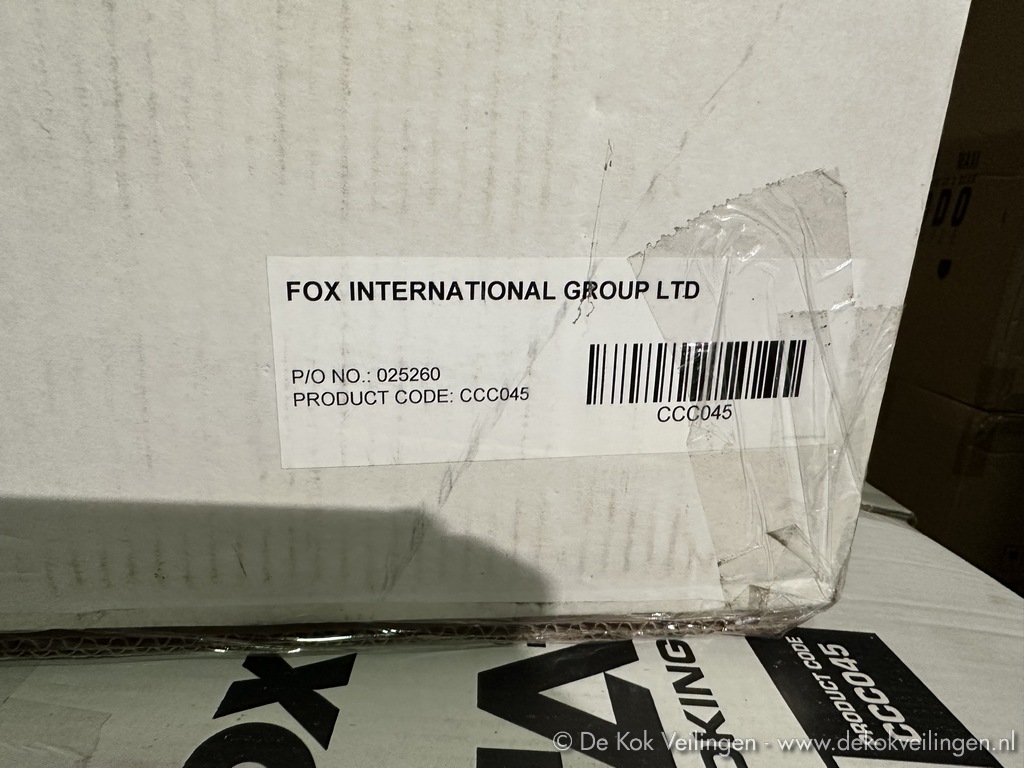 FOX INTERNATIONAL GROUP LTD
P/O NO.: 025260
PRODUCT CODE: CCC045
CCC045
PRODUCT CODE
CCC045
© De Kok Veilingen - www.dekokveilingen.nl